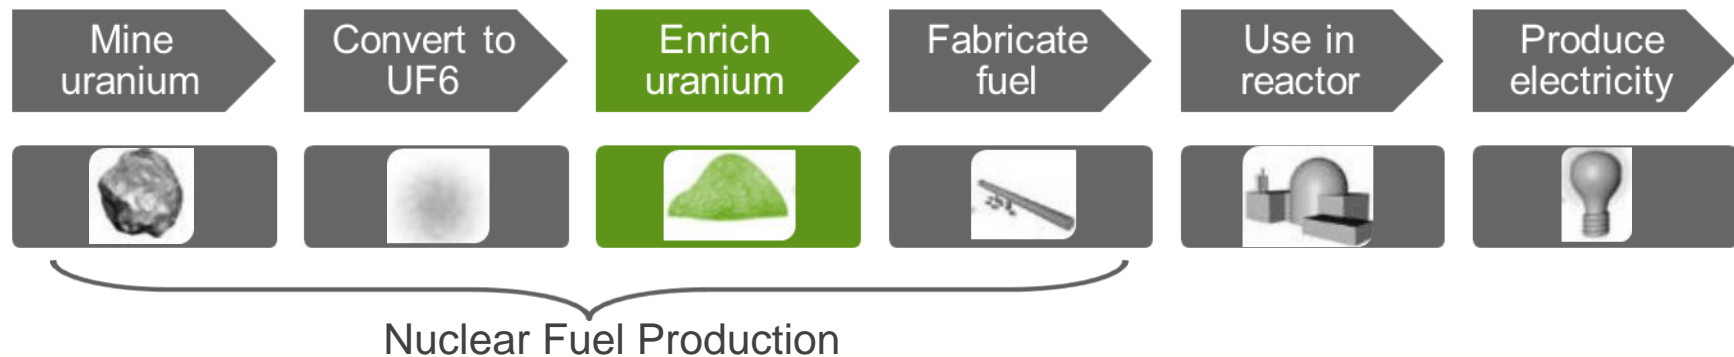 Mine
uranium
Convert to
UF6
Enrich
uranium
Fabricate
fuel
Use in
reactor
Produce
electricity
Nuclear Fuel Production